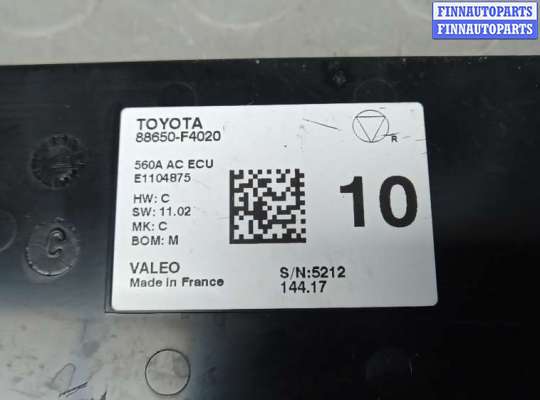 FINNAUTOPARTS
FINNAUTOPARTS
FINNAUTOPARTS
TOYOTA
88650-F4020
R
560A AC ECU
E1104875
HW: C
SW: 11.02
MK: C
BOM: M
10
VALEO
Made in France
S/N:5212
144.17
C